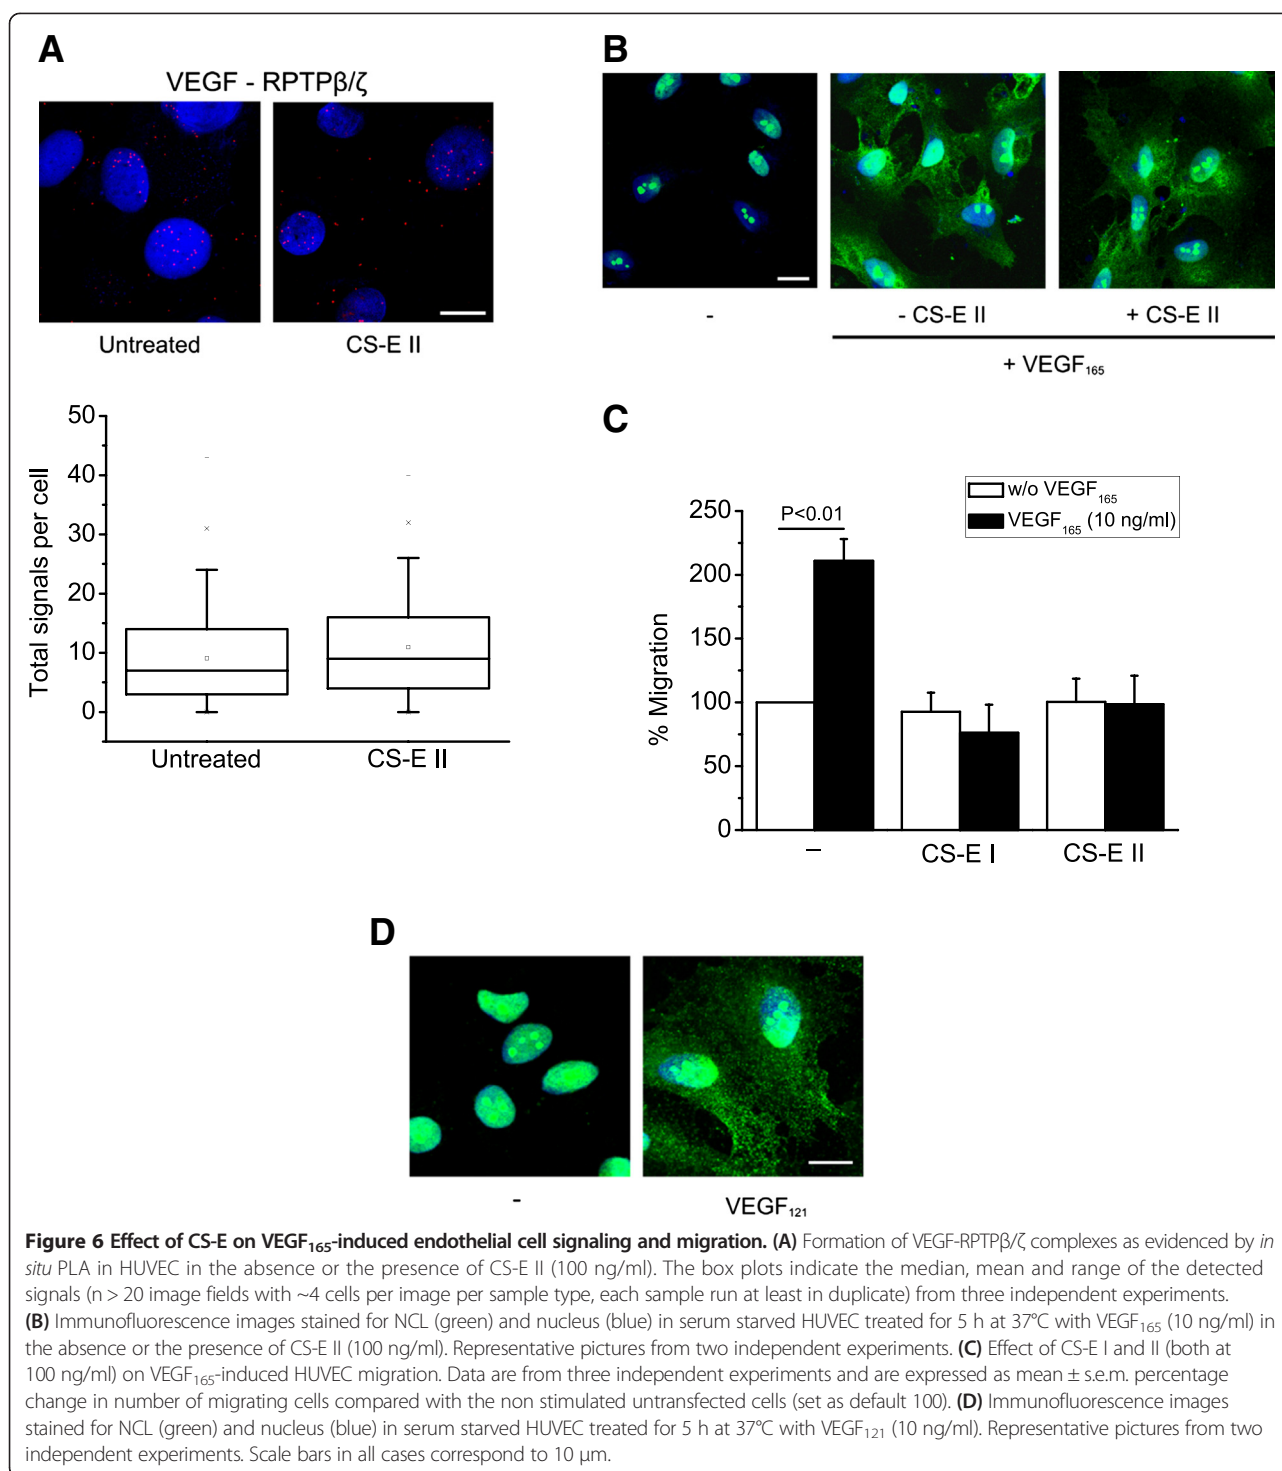 A
VEGF - RPTPβ/ζ
Untreated
CS-E II
50
40
30
20
10
0
Total signals per cell
Untreated
CS-E II
B
-
- CS-E II
+ CS-E II
+ VEGF₁₆₅
C
w/o VEGF₁₆₅
VEGF₁₆₅ (10 ng/ml)
P<0.01
250
200
150
100
50
0
% Migration
–
CS-E I
CS-E II
D
-
VEGF₁₂₁
Figure 6 Effect of CS-E on VEGF₁₆₅-induced endothelial cell signaling and migration. (A) Formation of VEGF-RPTPβ/ζ complexes as evidenced by in
situ PLA in HUVEC in the absence or the presence of CS-E II (100 ng/ml). The box plots indicate the median, mean and range of the detected
signals (n > 20 image fields with ~4 cells per image per sample type, each sample run at least in duplicate) from three independent experiments.
(B) Immunofluorescence images stained for NCL (green) and nucleus (blue) in serum starved HUVEC treated for 5 h at 37°C with VEGF₁₆₅ (10 ng/ml) in
the absence or the presence of CS-E II (100 ng/ml). Representative pictures from two independent experiments. (C) Effect of CS-E I and II (both at
100 ng/ml) on VEGF₁₆₅-induced HUVEC migration. Data are from three independent experiments and are expressed as mean ± s.e.m. percentage
change in number of migrating cells compared with the non stimulated untransfected cells (set as default 100). (D) Immunofluorescence images
stained for NCL (green) and nucleus (blue) in serum starved HUVEC treated for 5 h at 37°C with VEGF₁₂₁ (10 ng/ml). Representative pictures from two
independent experiments. Scale bars in all cases correspond to 10 μm.